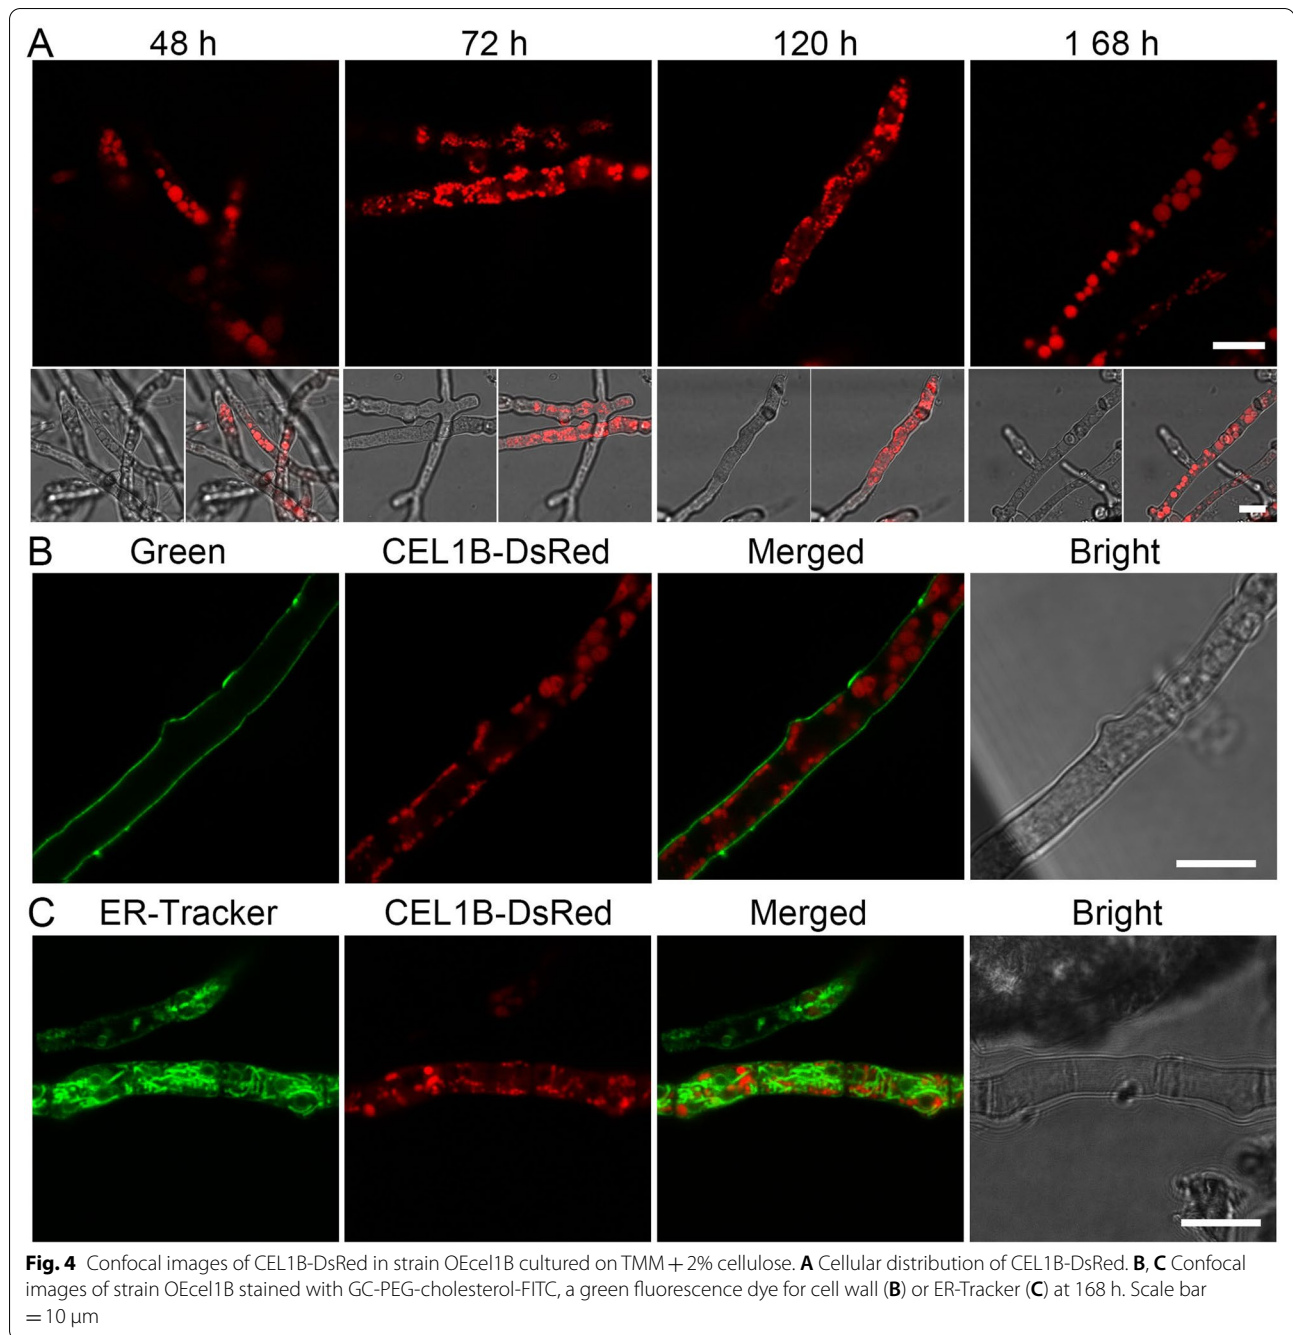 A
48 h 72 h 120 h 1 68 h
B
Green CEL1B-DsRed Merged Bright
C
ER-Tracker CEL1B-DsRed Merged Bright
Fig. 4 Confocal images of CEL1B-DsRed in strain OEcel1B cultured on TMM + 2% cellulose. A Cellular distribution of CEL1B-DsRed. B, C Confocal
images of strain OEcel1B stained with GC-PEG-cholesterol-FITC, a green fluorescence dye for cell wall (B) or ER-Tracker (C) at 168 h. Scale bar
= 10 μm